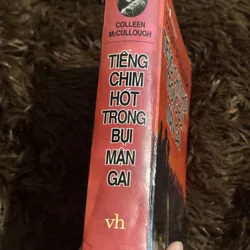 COLLEEN
McCULLOUGH
TIẾNG
CHIM
HÓT
TRONG
BỤI
MẬN
GAI
vh